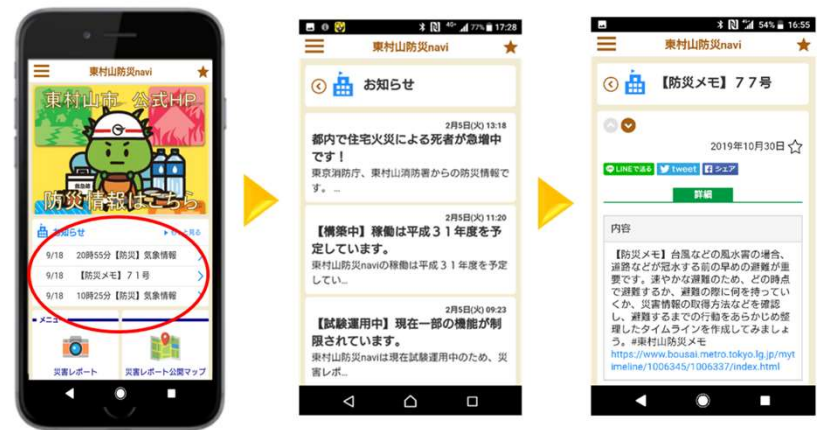 東村山防災navi
東村山市 公式HP
防災情報はこちら
お知らせ
9/18 20時55分【防災】気象情報
9/18 【防災メモ】７１号
9/18 10時25分【防災】気象情報
メニュー
災害レポート
災害レポート公開マップ
77% 17:28
東村山防災navi
お知らせ
2月5日(火) 13:18
都内で住宅火災による死者が急増中
です！
東京消防庁、東村山消防署からの防災情報で
す。 ...
2月5日(火) 11:20
【構築中】稼働は平成３１年度を予
定しています。
東村山防災naviの稼働は平成３１年度を予定
してい...
2月5日(火) 09:23
【試験運用中】現在一部の機能が制
限されています。
東村山防災naviは現在試験運用中のため、災
害レポ...
54% 16:55
東村山防災navi
【防災メモ】７７号
2019年10月30日
LINEで送る tweet シェア
詳細
内容
【防災メモ】台風などの風水害の場合、
道路などが冠水する前の早めの避難が重
要です。速やかな避難のため、どの時点
で避難するか、避難の際に何を持ってい
くか、災害情報の取得方法などを確認
し、避難するまでの行動をあらかじめ整
理したタイムラインを作成してみましょ
う。#東村山防災メモ
https://www.bousai.metro.tokyo.lg.jp/myt
imeline/1006345/1006337/index.html